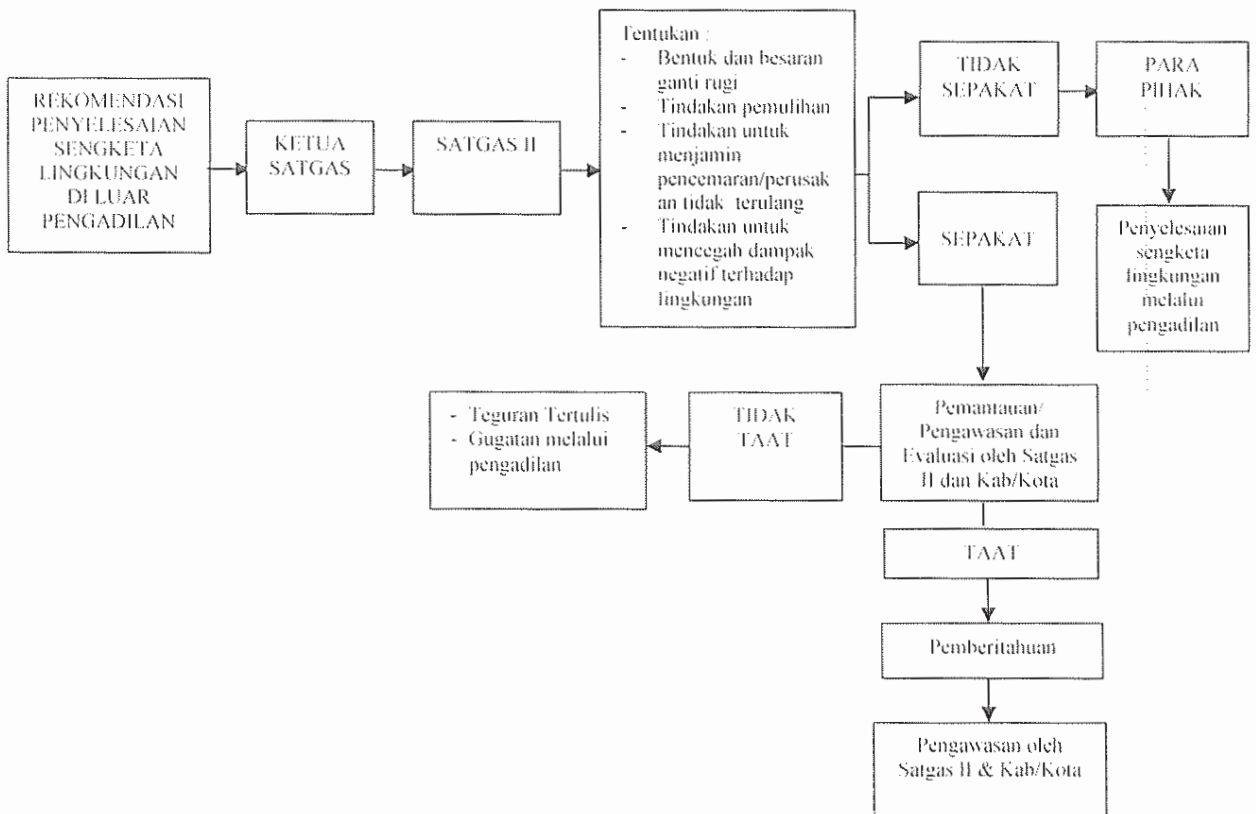 REKOMENDASI
PENYELESAIAN
SENGKETA
LINGKUNGAN
DI LUAR
PENGADILAN
KETUA
SATGAS
SATGAS II
Tentukan :
- Bentuk dan besaran
ganti rugi
- Tindakan pemulihan
- Tindakan untuk
menjamin
pencemaran/perusak
an tidak terulang
- Tindakan untuk
mencegah dampak
negatif terhadap
lingkungan
TIDAK
SEPAKAT
PARA
PIHAK
Penyelesaian
sengketa
lingkungan
melalui
pengadilan
SEPAKAT
Pemantauan/
Pengawasan dan
Evaluasi oleh Satgas
II dan Kab/Kota
TIDAK
TAAT
- Teguran Tertulis
- Gugatan melalui
pengadilan
TAAT
Pemberitahuan
Pengawasan oleh
Satgas II & Kab/Kota